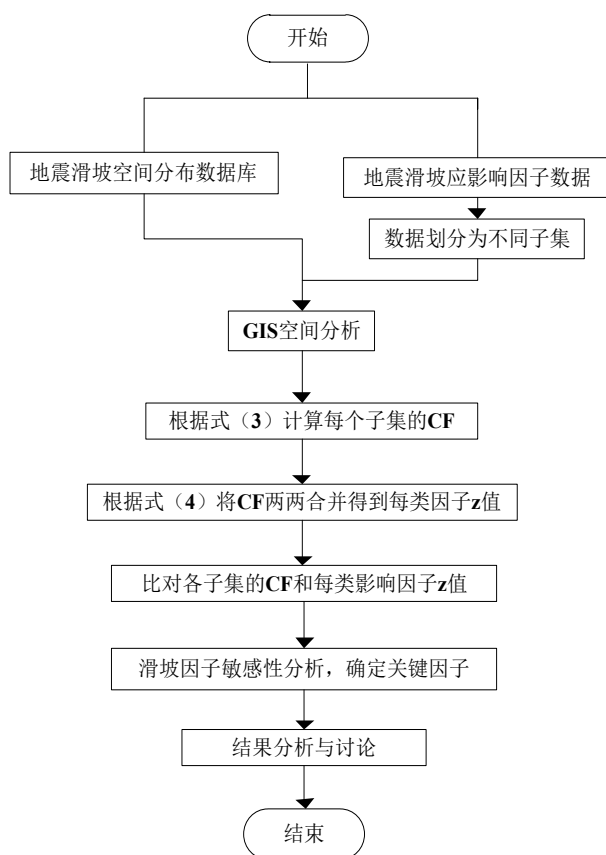 开始
地震滑坡空间分布数据库
地震滑坡应影响因子数据
数据划分为不同子集
GIS空间分析
根据式（3）计算每个子集的CF
根据式（4）将CF两两合并得到每类因子z值
比对各子集的CF和每类影响因子z值
滑坡因子敏感性分析，确定关键因子
结果分析与讨论
结束